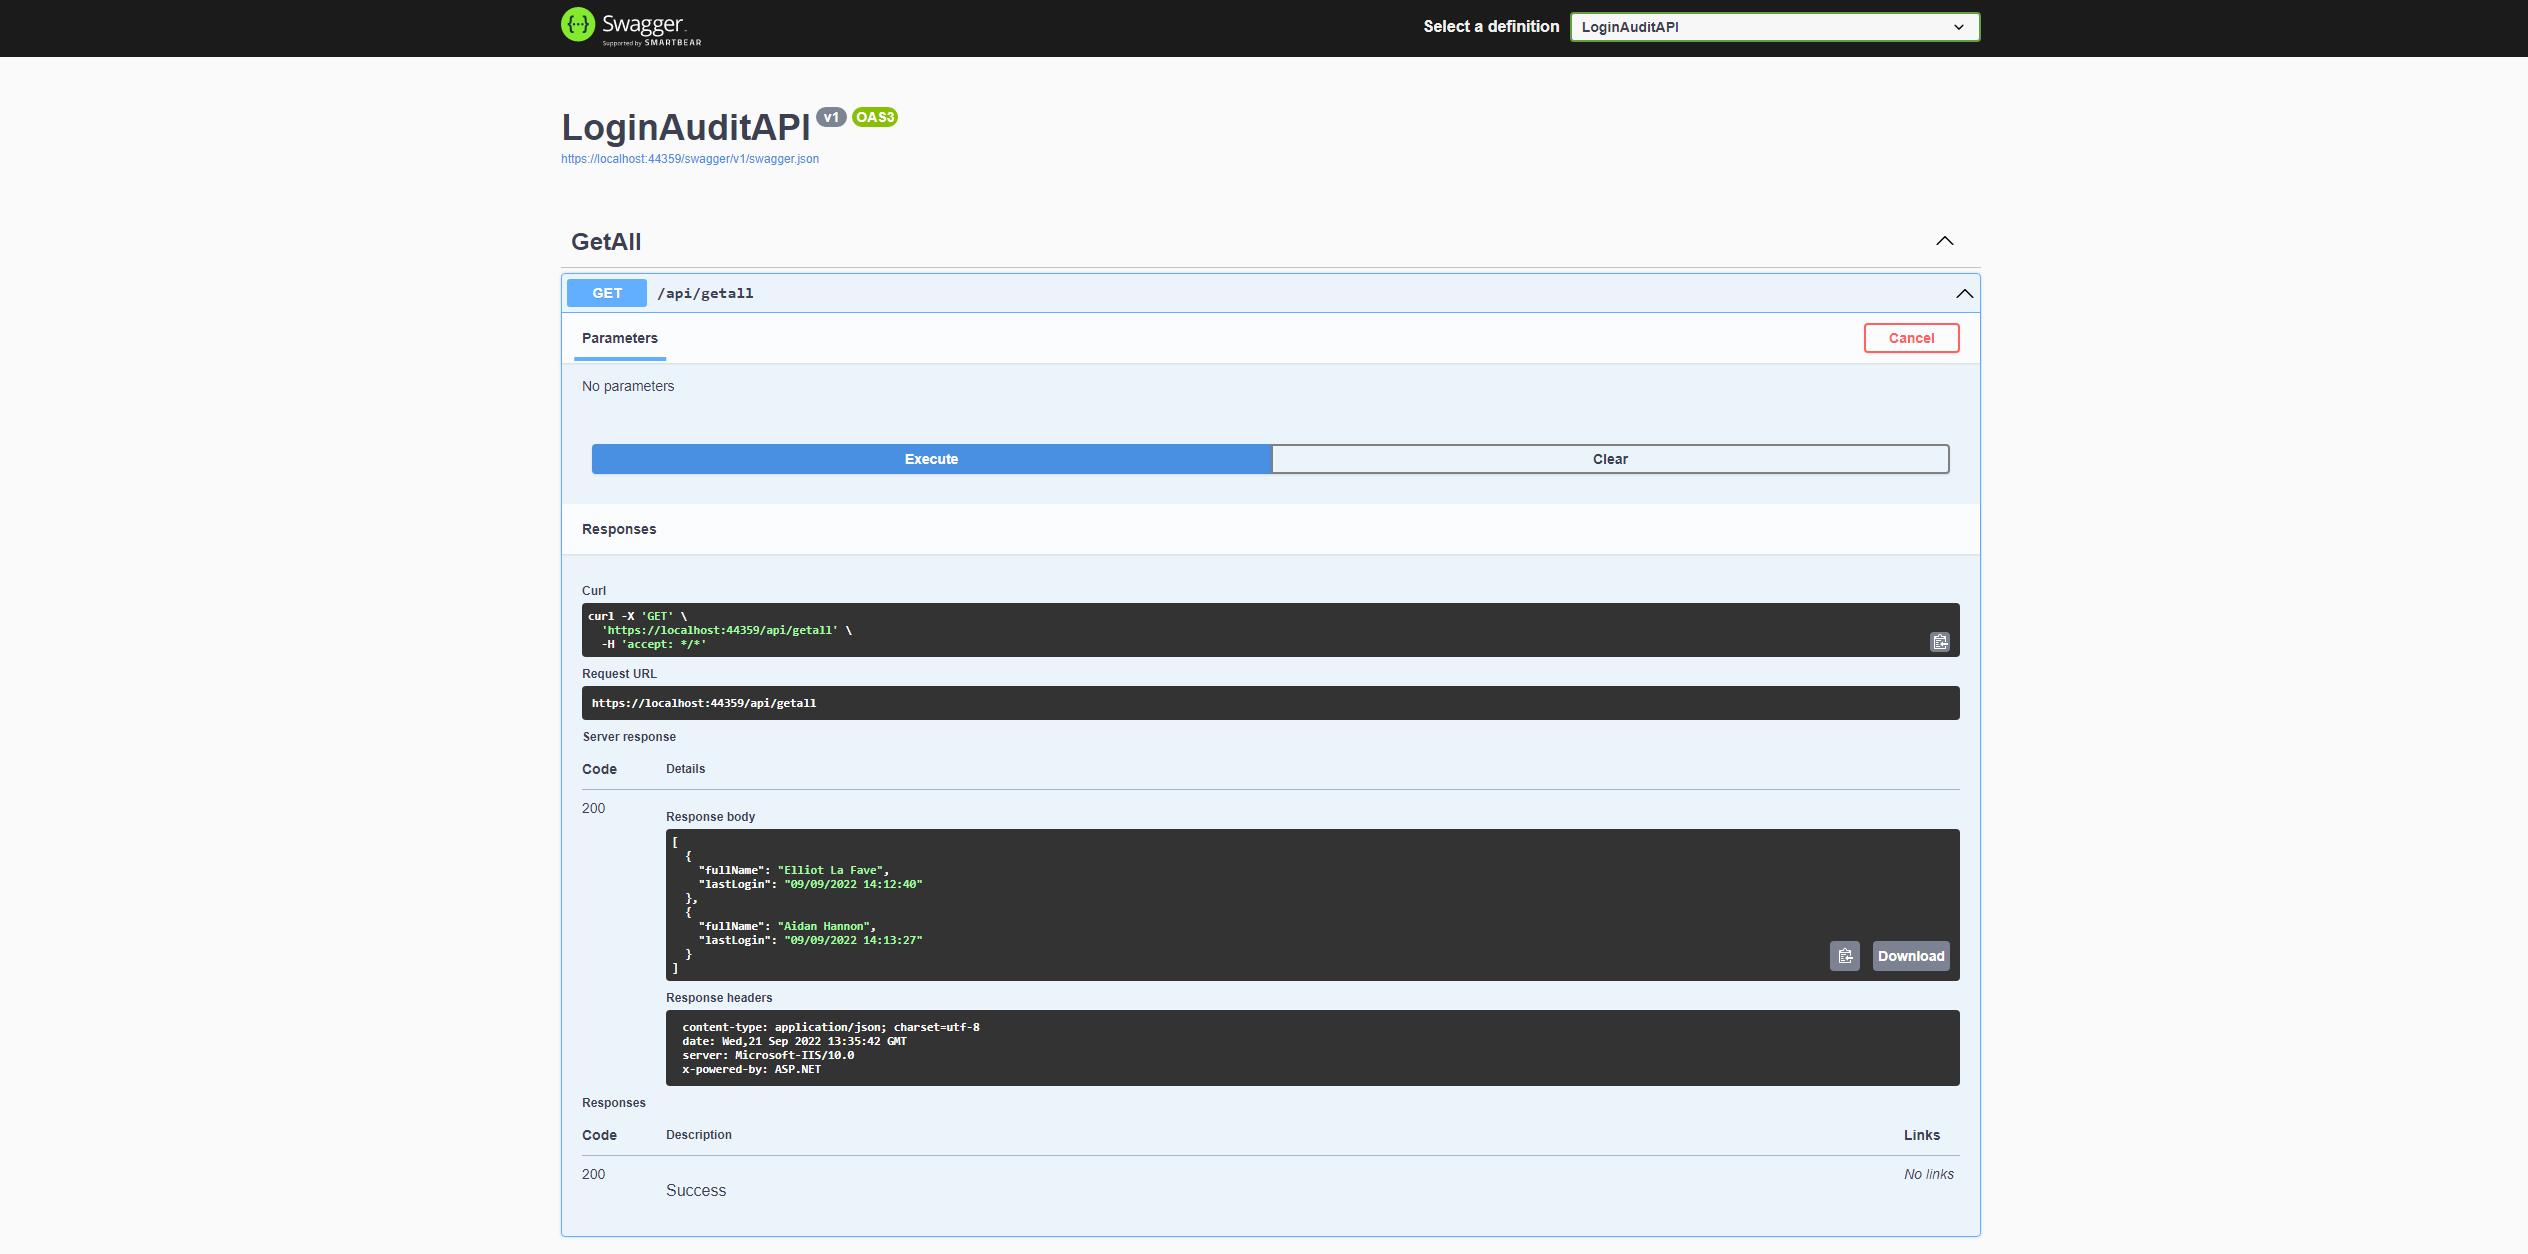 {···} Swagger.
Supported by SMARTBEAR
Select a definition LoginAuditAPI
LoginAuditAPI v1 OAS3
https://localhost:44359/swagger/v1/swagger.json
GetAll
GET /api/getall
Parameters Cancel
No parameters
Execute Clear
Responses
Curl
curl -X 'GET' \
'https://localhost:44359/api/getall' \
-H 'accept: */*'
Request URL
https://localhost:44359/api/getall
Server response
Code Details
200
Response body
[
{
"fullName": "Elliot La Fave",
"lastLogin": "09/09/2022 14:12:40"
},
{
"fullName": "Aidan Hannon",
"lastLogin": "09/09/2022 14:13:27"
}
]
Download
Response headers
content-type: application/json; charset=utf-8
date: Wed,21 Sep 2022 13:35:42 GMT
server: Microsoft-IIS/10.0
x-powered-by: ASP.NET
Responses
Code Description Links
200 No links
Success